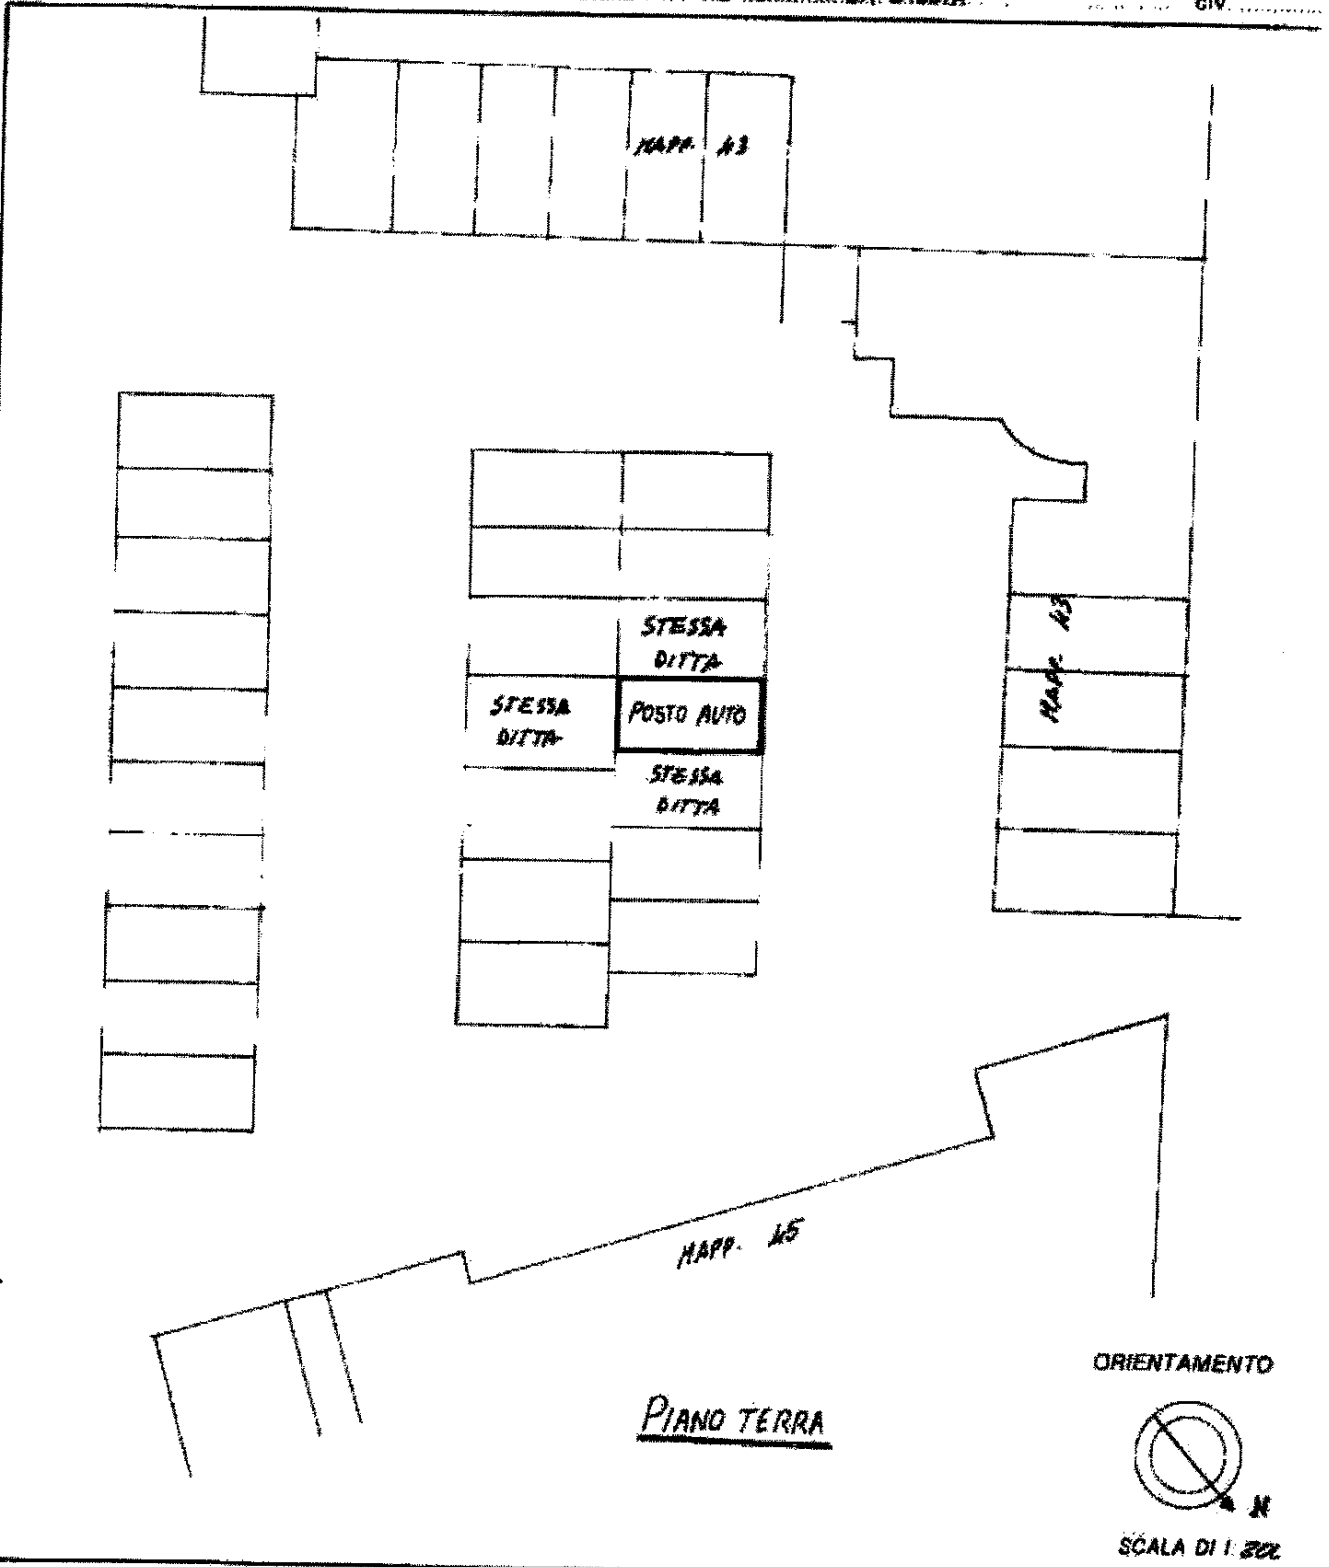 CIV.
MAPP. 43
STESSA
DITTA
STESSA
DITTA
POSTO AUTO
STESSA
DITTA
MAPP. 43
MAPP. 45
PIANO TERRA
ORIENTAMENTO
N
SCALA DI 1: 200